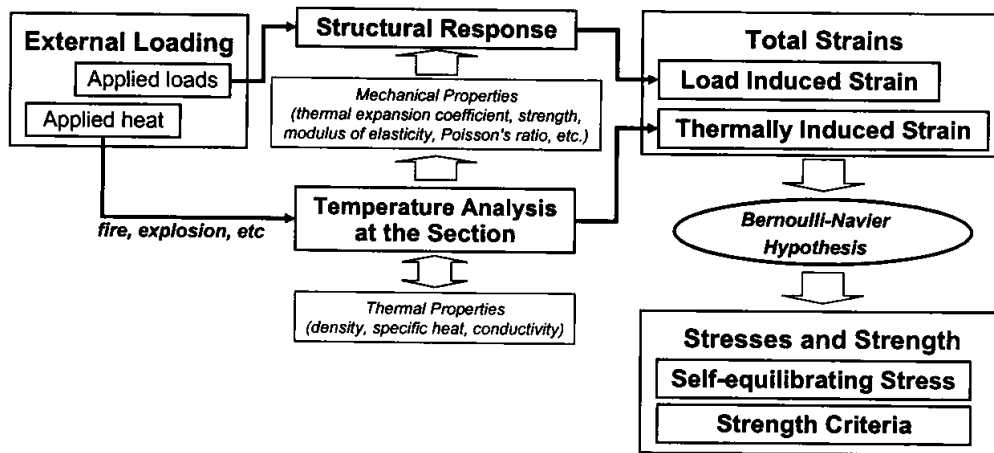 External Loading
Applied loads
Applied heat
fire, explosion, etc
Structural Response
Mechanical Properties
(thermal expansion coefficient, strength,
modulus of elasticity, Poisson's ratio, etc.)
Temperature Analysis
at the Section
Thermal Properties
(density, specific heat, conductivity)
Total Strains
Load Induced Strain
Thermally Induced Strain
Bernoulli-Navier
Hypothesis
Stresses and Strength
Self-equilibrating Stress
Strength Criteria